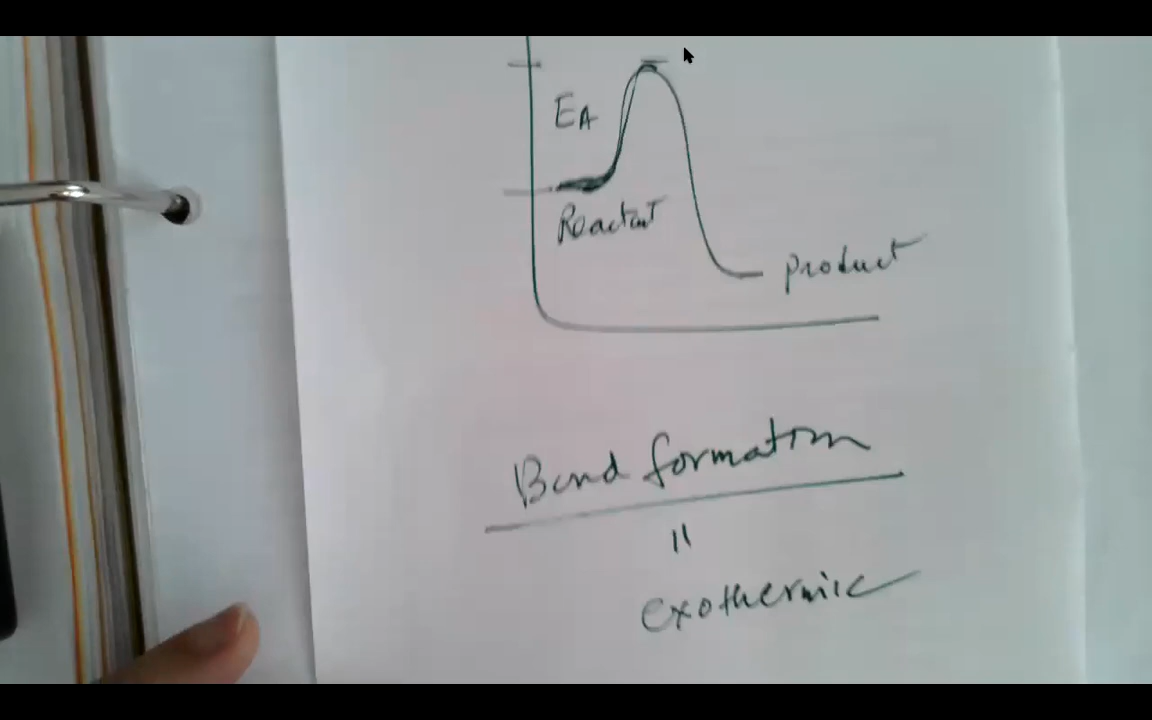 EA
Reactant
product
Bond formation
=
exothermic